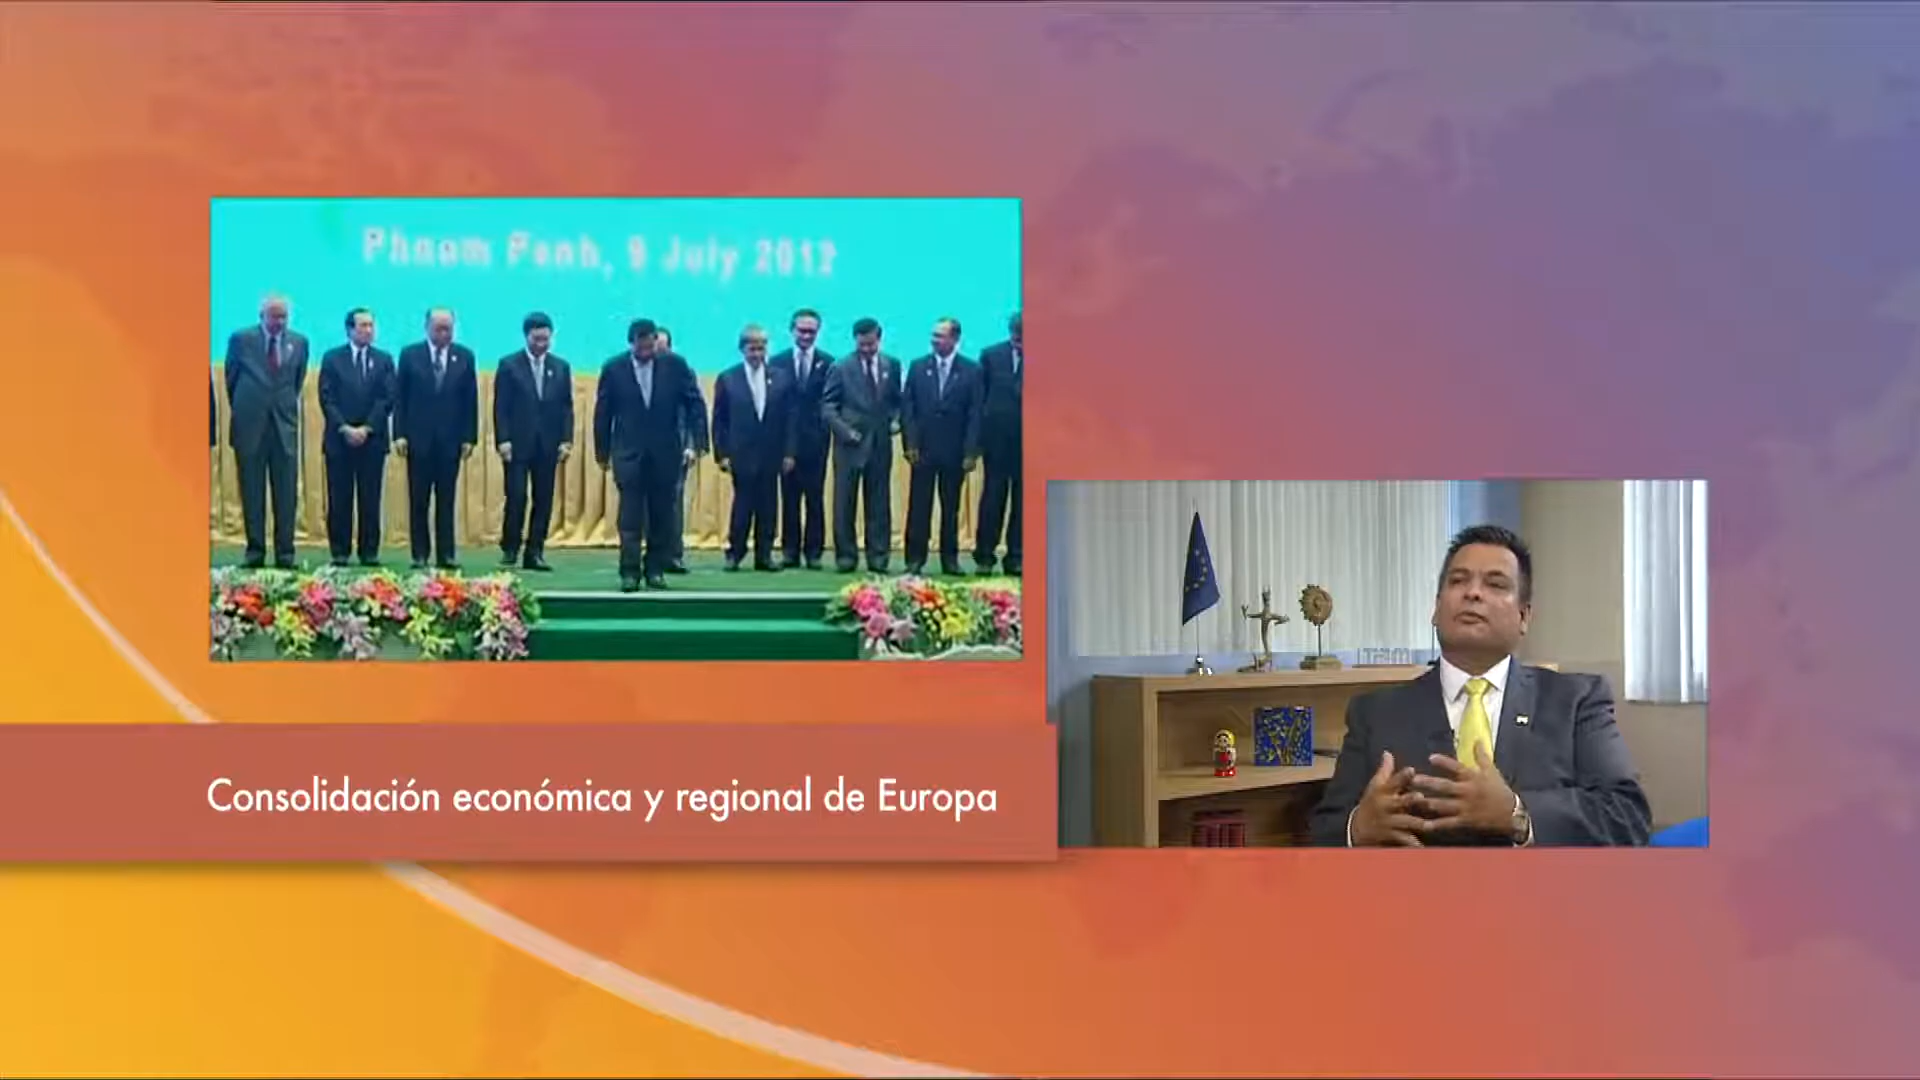 Phnom Penh, 9 July 2012
Consolidación económica y regional de Europa